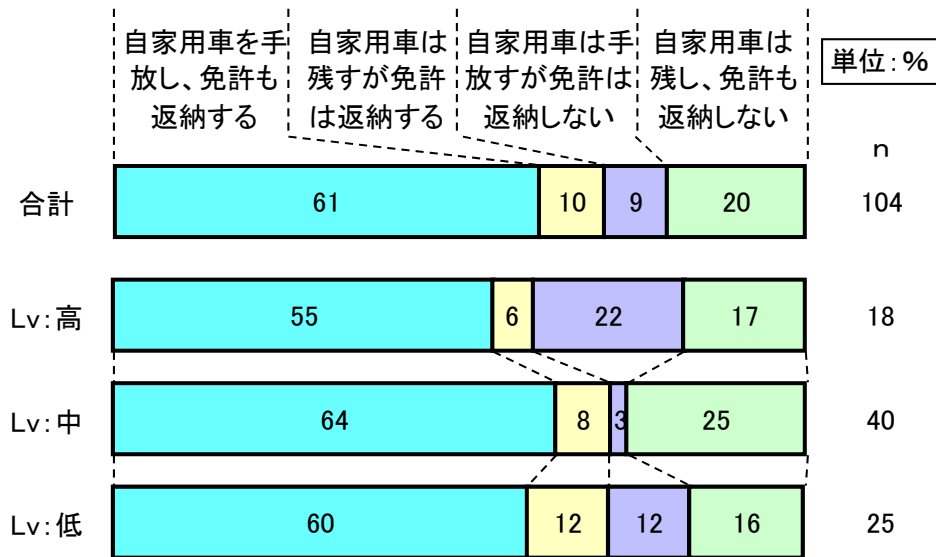 自家用車を手放し、免許も返納する
自家用車は残すが免許は返納する
自家用車は手放すが免許は返納しない
自家用車は残し、免許も返納しない
単位:%
n
合計 61 10 9 20 104
Lv:高 55 6 22 17 18
Lv:中 64 8 3 25 40
Lv:低 60 12 12 16 25